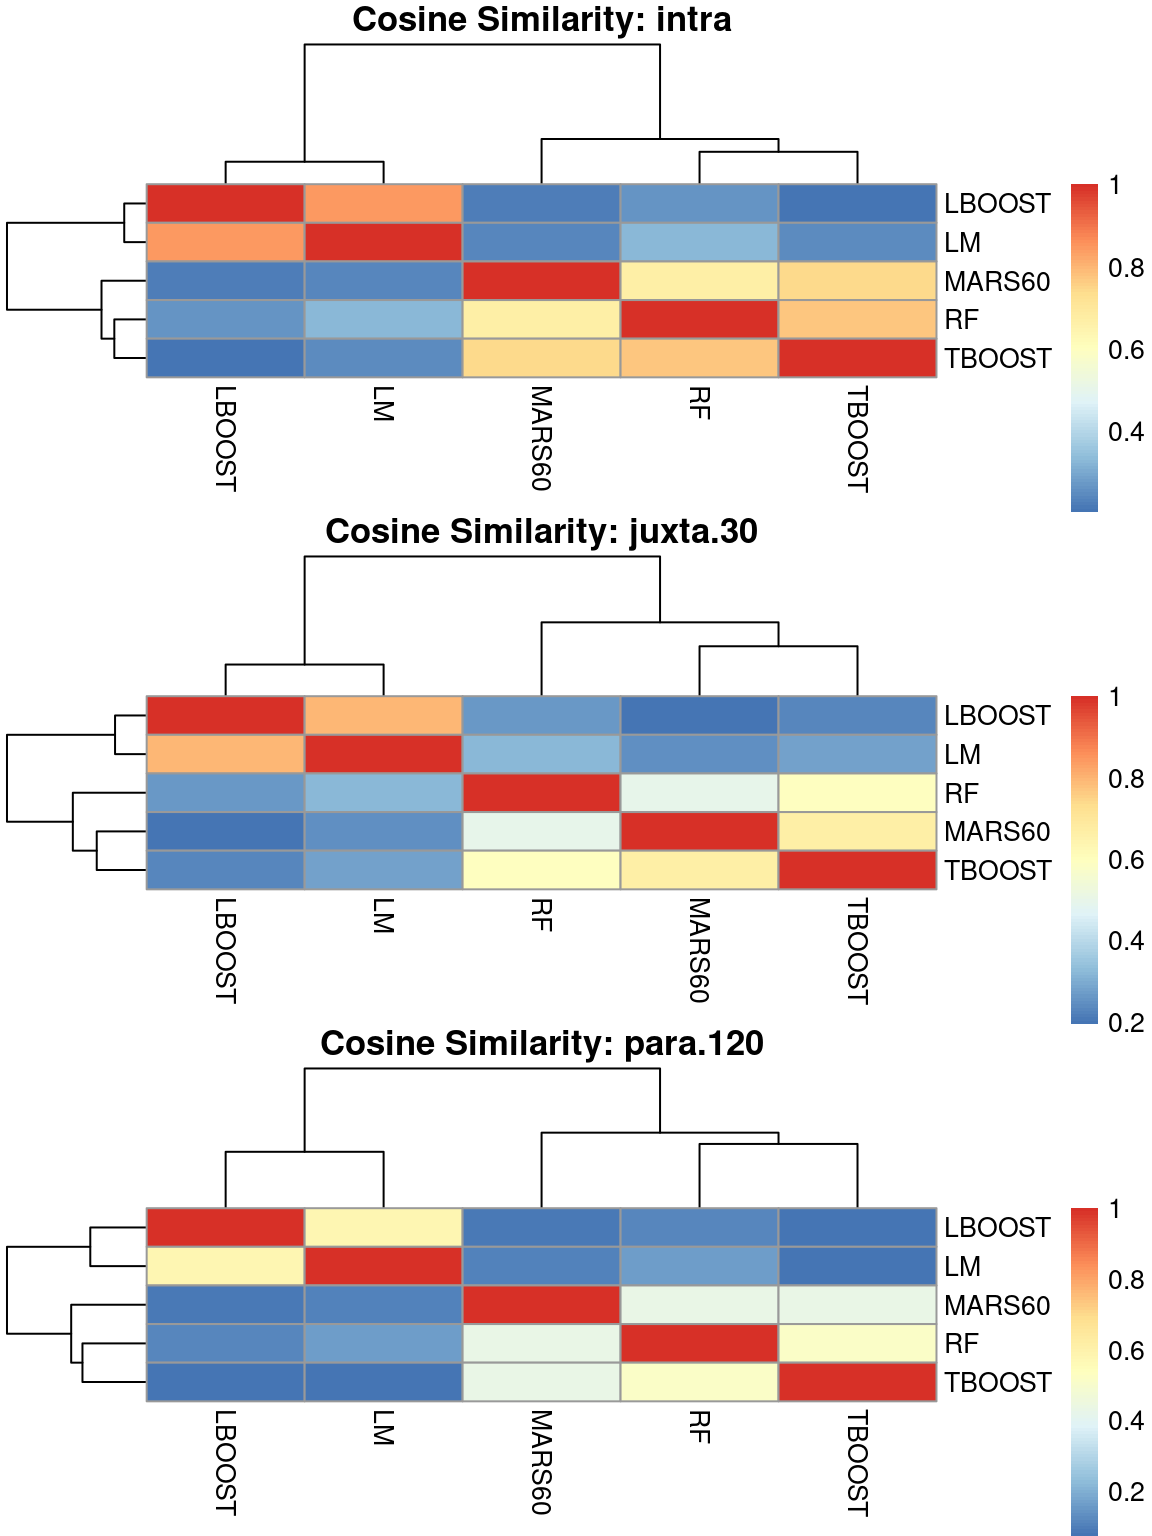 Cosine Similarity: intra
LBOOST
LM
MARS60
RF
TBOOST
LBOOST
LM
MARS60
RF
TBOOST
1
0.8
0.6
0.4
Cosine Similarity: juxta.30
LBOOST
LM
RF
MARS60
TBOOST
LBOOST
LM
RF
MARS60
TBOOST
1
0.8
0.6
0.4
0.2
Cosine Similarity: para.120
LBOOST
LM
MARS60
RF
TBOOST
LBOOST
LM
MARS60
RF
TBOOST
1
0.8
0.6
0.4
0.2